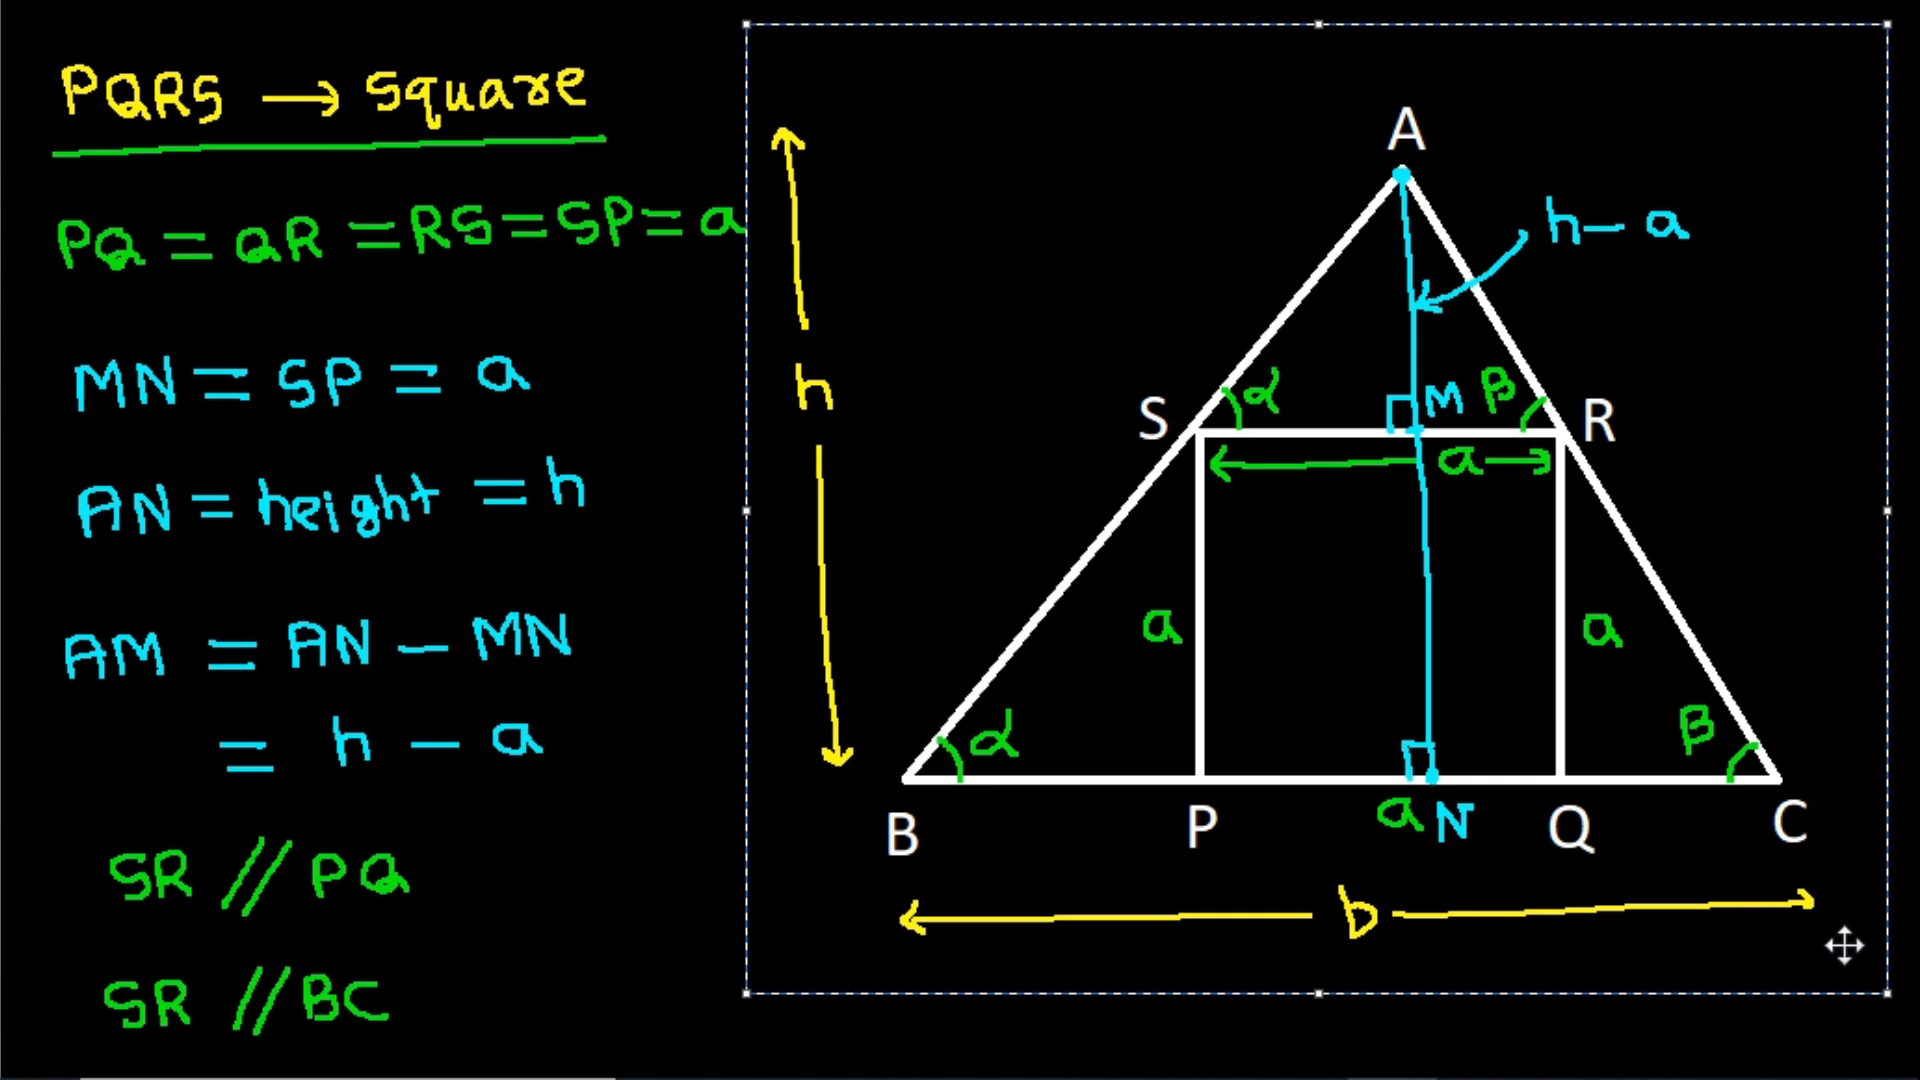 PQRS → square
PQ = QR = RS = SP = a
MN = SP = a
AN = height = h
AM = AN − MN
= h − a
SR // PQ
SR // BC
A
h − a
h
S α M β R
a
a a
α β
B P a N Q C
b